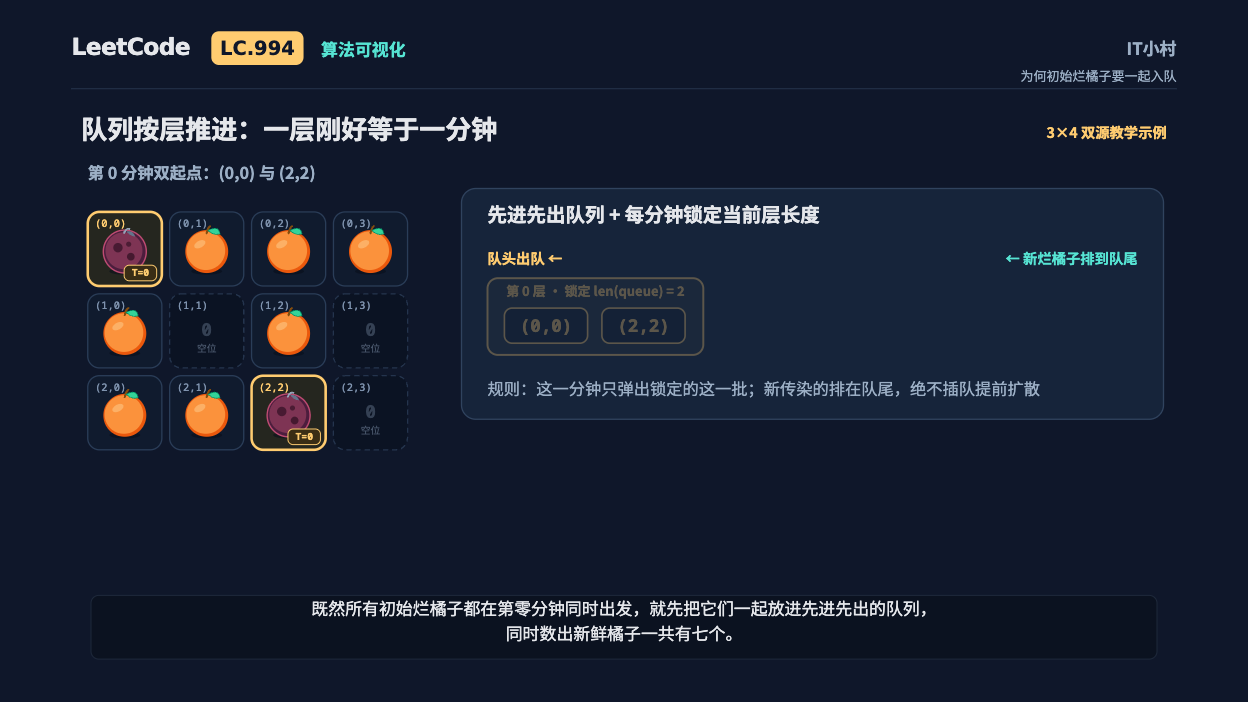 LeetCode LC.994 算法可视化
IT小村
为何初始烂橘子要一起入队
队列按层推进：一层刚好等于一分钟
3×4 双源教学示例
第 0 分钟双起点：(0,0) 与 (2,2)
(0,0) (0,1) (0,2) (0,3)
T=0
(1,0) (1,1) (1,2) (1,3)
0 0
空位 空位
(2,0) (2,1) (2,2) (2,3)
0
T=0 空位
先进先出队列 + 每分钟锁定当前层长度
队头出队 ← ← 新烂橘子排到队尾
第 0 层 · 锁定 len(queue) = 2
(0,0) (2,2)
规则：这一分钟只弹出锁定的这一批；新传染的排在队尾，绝不插队提前扩散
既然所有初始烂橘子都在第零分钟同时出发，就先把它们一起放进先进先出的队列，
同时数出新鲜橘子一共有七个。